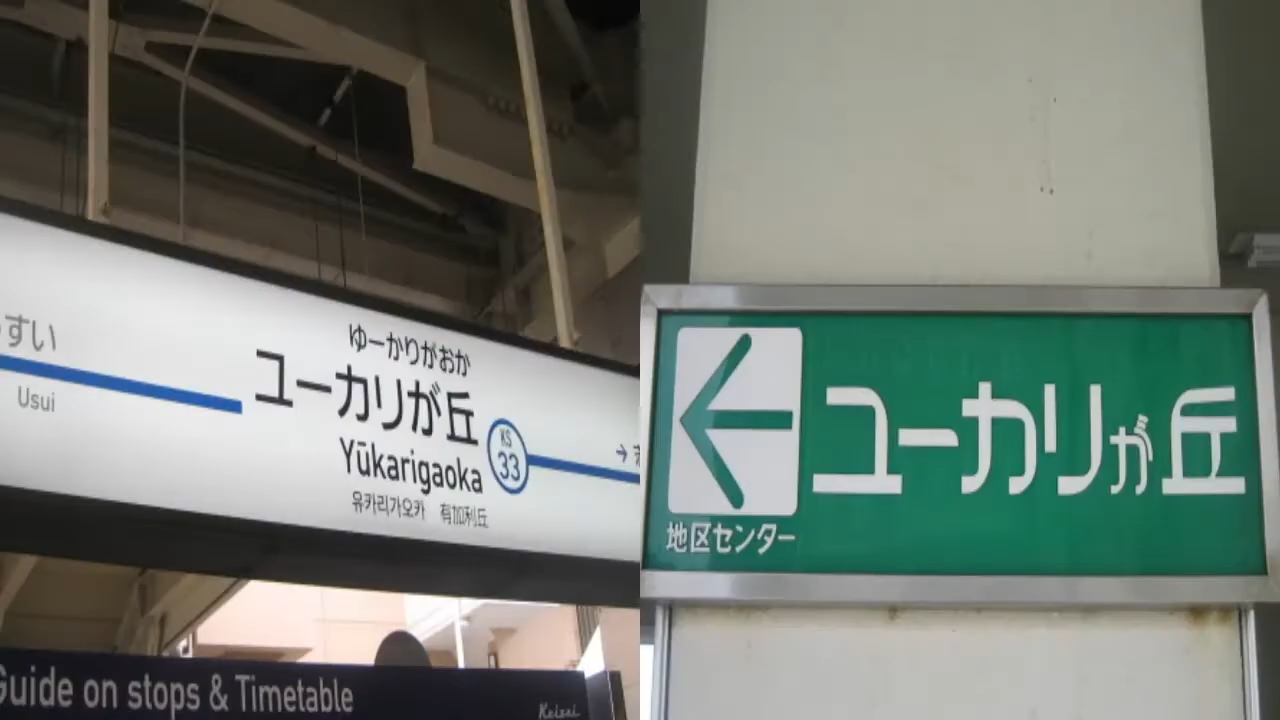 うすい
Usui
ゆーかりがおか
ユーカリが丘
Yūkarigaoka
유카리가오카 有加利丘
KS
33
→
Guide on stops & Timetable
Keisei
← ユーカリが丘
地区センター